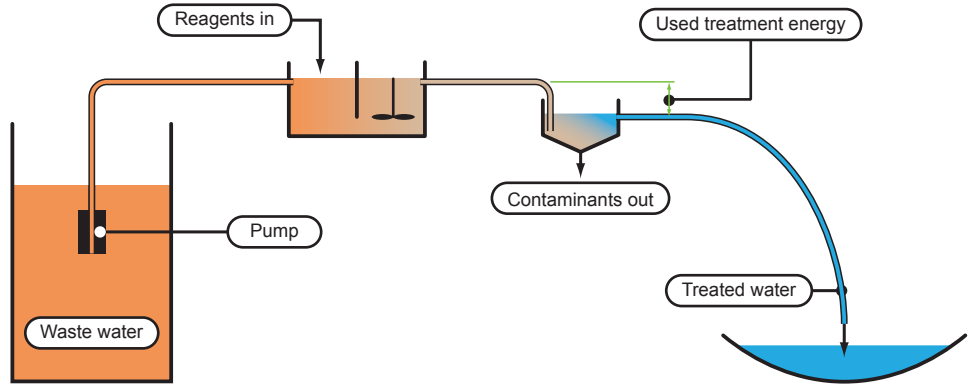 Reagents in
Used treatment energy
Contaminants out
Pump
Treated water
Waste water